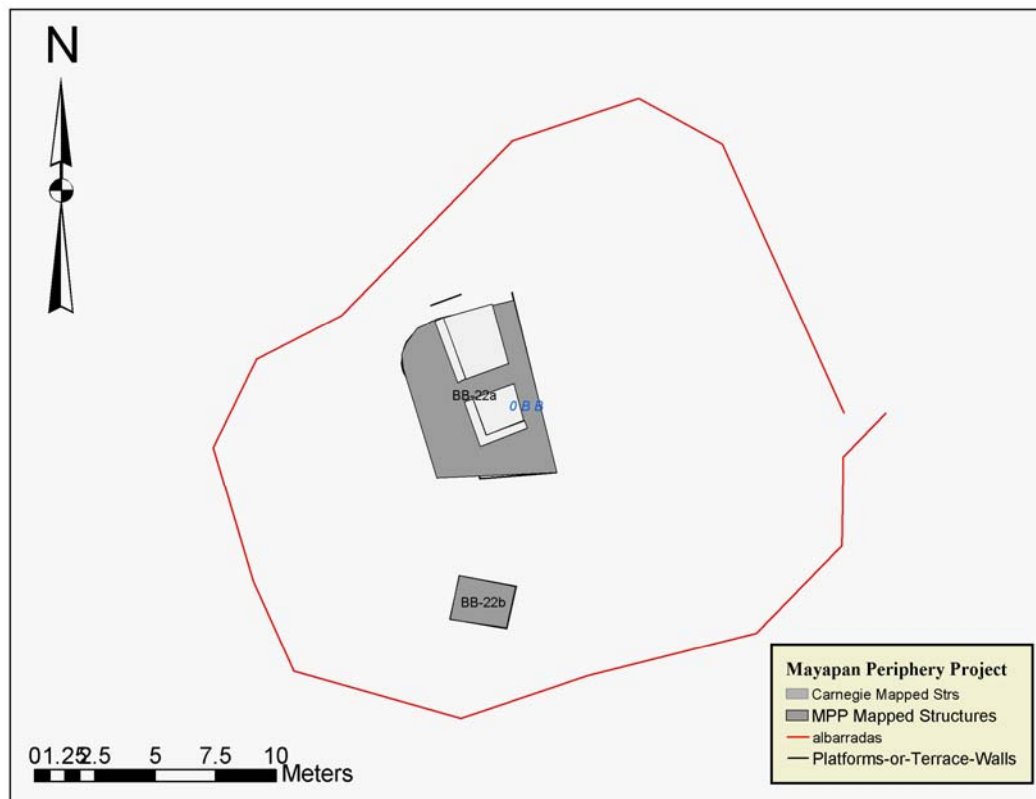 N
BB-22a
0 B B
BB-22b
Mayapan Periphery Project
Carnegie Mapped Strs
MPP Mapped Structures
albarradas
Platforms-or-Terrace-Walls
01.252.5 5 7.5 10
Meters